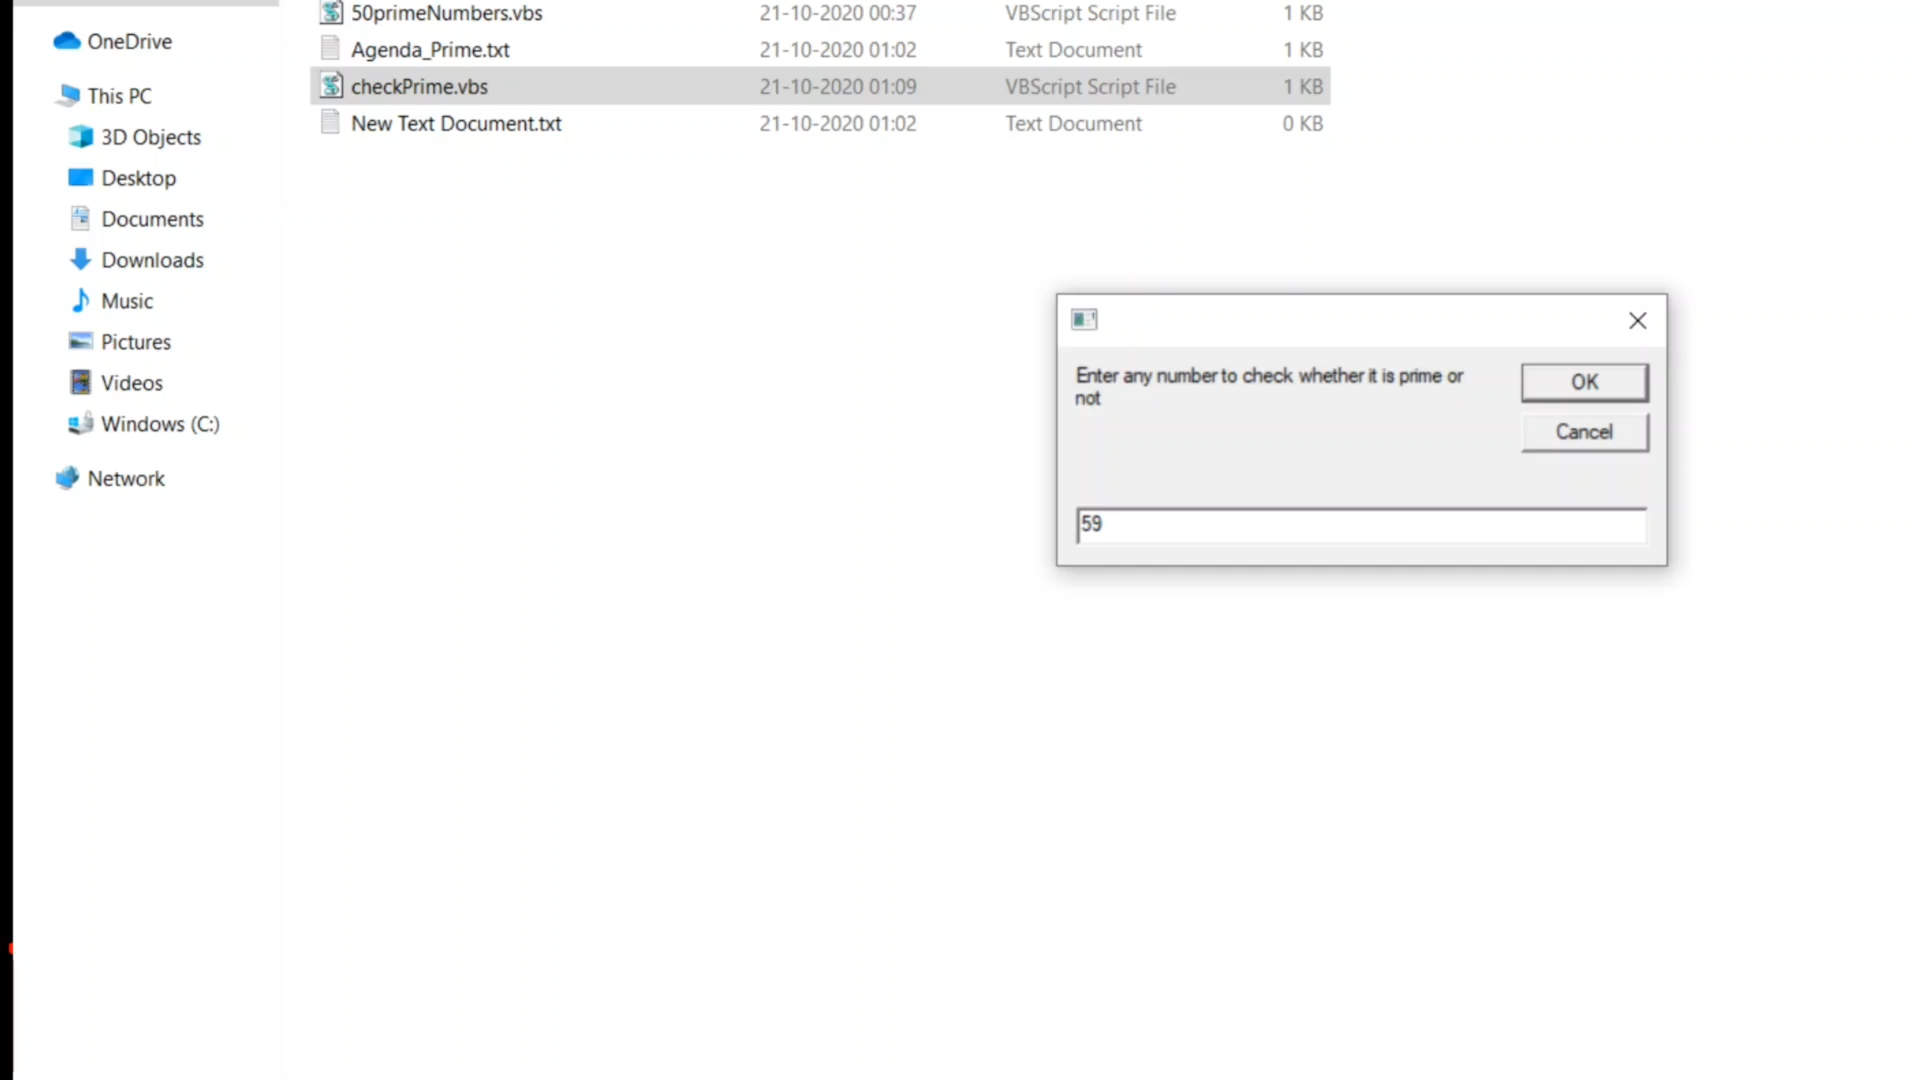 50primeNumbers.vbs 21-10-2020 00:37 VBScript Script File 1 KB
OneDrive
Agenda_Prime.txt 21-10-2020 01:02 Text Document 1 KB
checkPrime.vbs 21-10-2020 01:09 VBScript Script File 1 KB
This PC
New Text Document.txt 21-10-2020 01:02 Text Document 0 KB
3D Objects
Desktop
Documents
Downloads
Music
Pictures
Videos
Windows (C:)
Network
Enter any number to check whether it is prime or
not
OK
Cancel
59